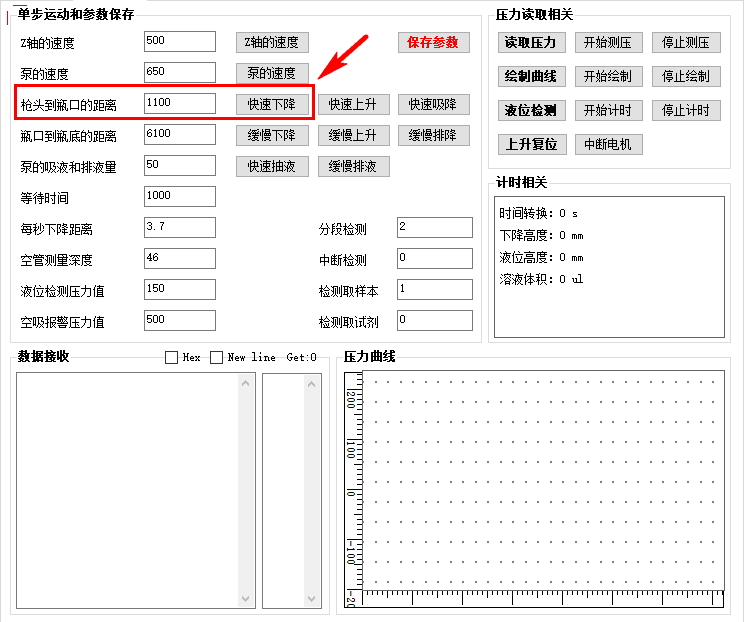 单步运动和参数保存
Z轴的速度 500 Z轴的速度 保存参数
泵的速度 650 泵的速度
枪头到瓶口的距离 1100 快速下降 快速上升 快速吸降
瓶口到瓶底的距离 6100 缓慢下降 缓慢上升 缓慢排降
泵的吸液和排液量 50 快速抽液 缓慢排液
等待时间 1000
每秒下降距离 3.7 分段检测 2
空管测量深度 46 中断检测 0
液位检测压力值 150 检测取样本 1
空吸报警压力值 500 检测取试剂 0
压力读取相关
读取压力 开始测压 停止测压
绘制曲线 开始绘制 停止绘制
液位检测 开始计时 停止计时
上升复位 中断电机
计时相关
时间转换：0 s
下降高度：0 mm
液位高度：0 mm
溶液体积：0 ul
数据接收 Hex New line Get:0
压力曲线
200
100
0
-100
-20